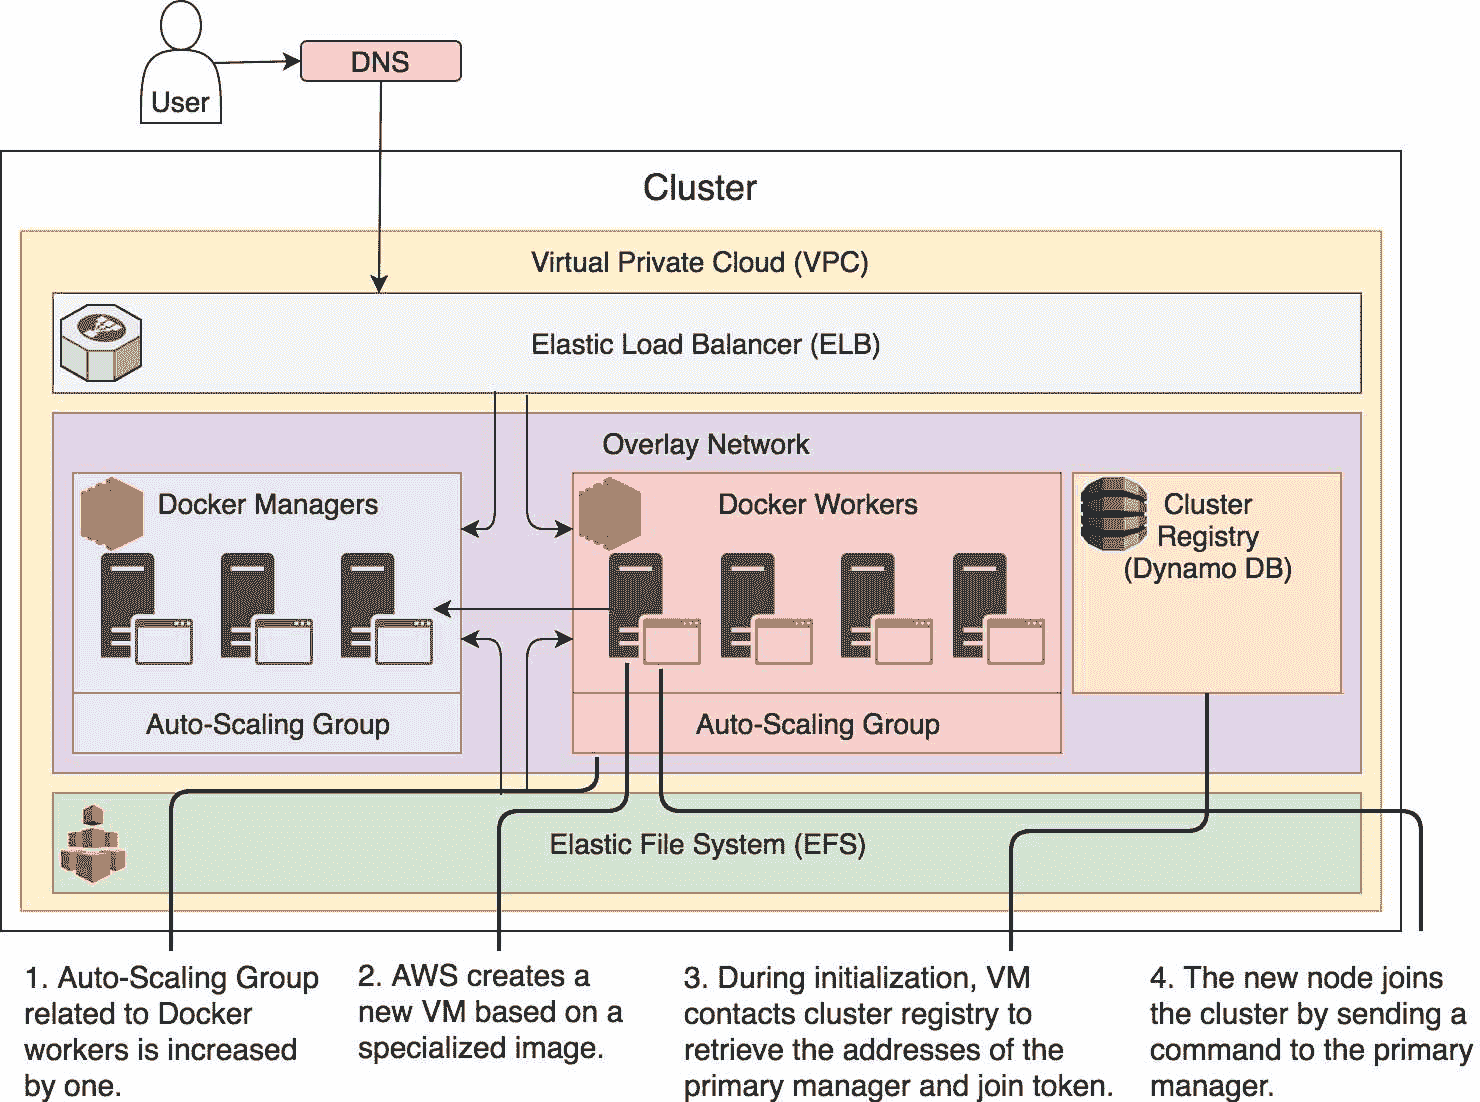 User
DNS
Cluster
Virtual Private Cloud (VPC)
Elastic Load Balancer (ELB)
Overlay Network
Docker Managers
Auto-Scaling Group
Docker Workers
Auto-Scaling Group
Cluster
Registry
(Dynamo DB)
Elastic File System (EFS)
1. Auto-Scaling Group
related to Docker
workers is increased
by one.
2. AWS creates a
new VM based on a
specialized image.
3. During initialization, VM
contacts cluster registry to
retrieve the addresses of the
primary manager and join token.
4. The new node joins
the cluster by sending a
command to the primary
manager.